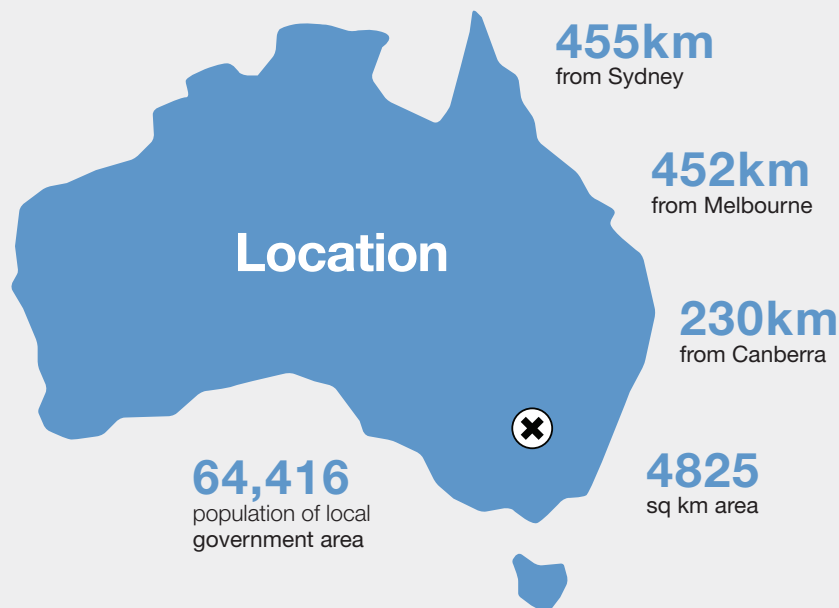 455km
from Sydney
452km
from Melbourne
Location
230km
from Canberra
64,416
population of local
government area
4825
sq km area